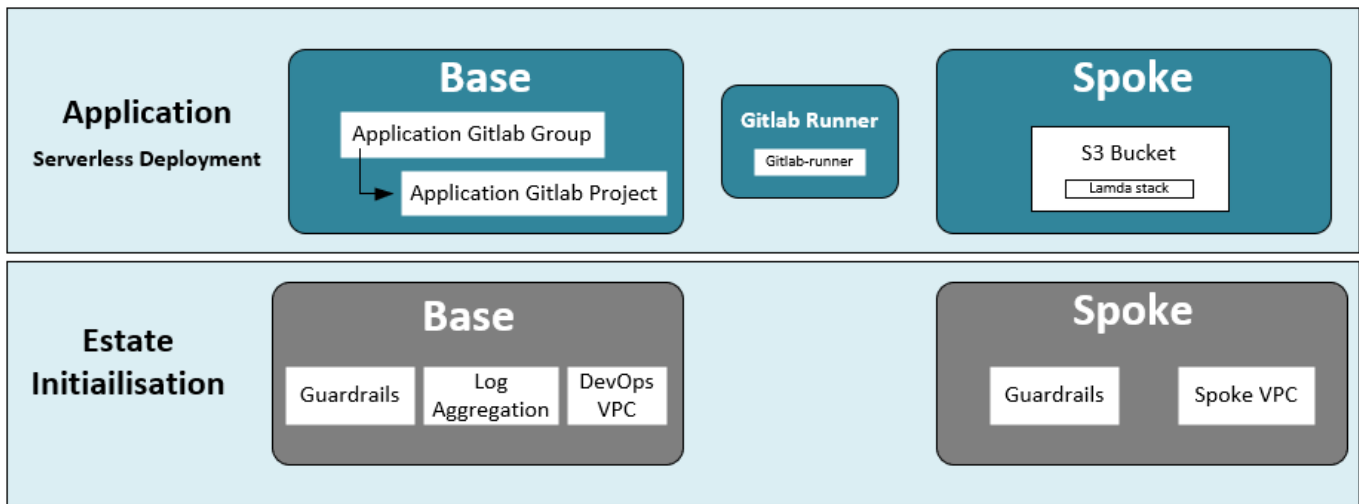 Application
Serverless Deployment
Base
Application Gitlab Group
Application Gitlab Project
Gitlab Runner
Gitlab-runner
Spoke
S3 Bucket
Lamda stack
Estate
Initiailisation
Base
Guardrails
Log
Aggregation
DevOps
VPC
Spoke
Guardrails
Spoke VPC